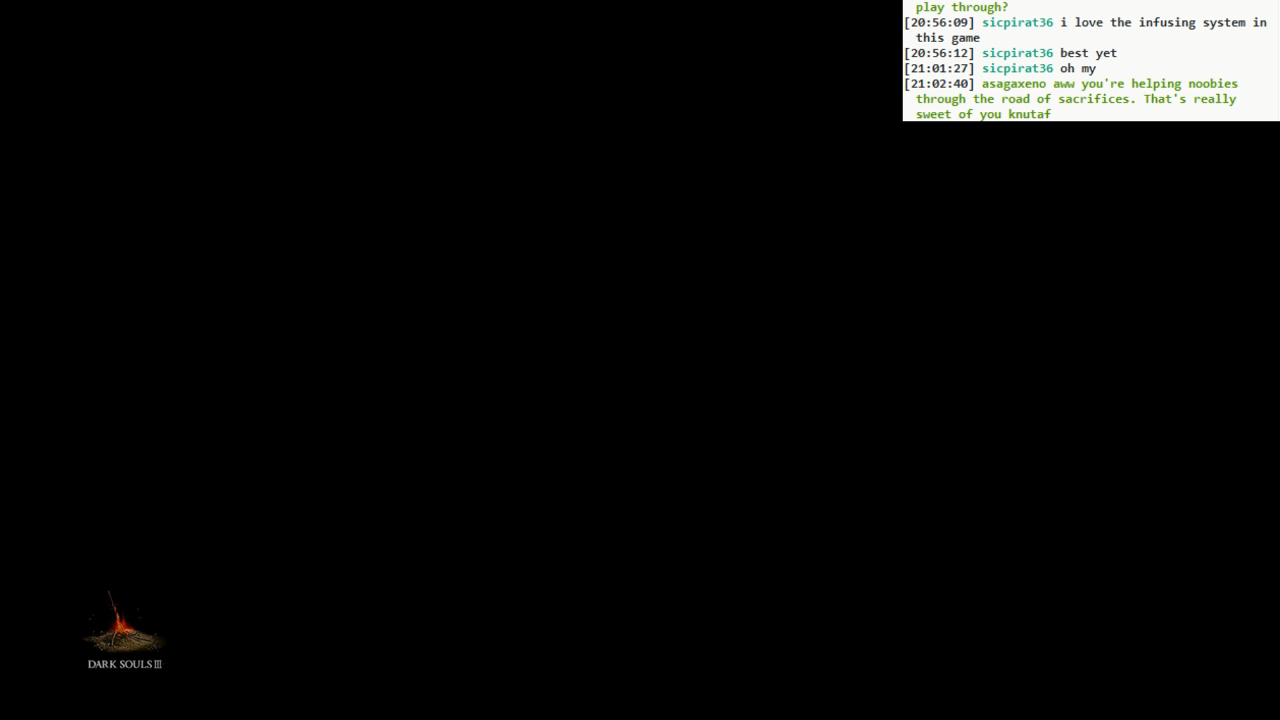 play through?
[20:56:09] sicpirat36 i love the infusing system in
this game
[20:56:12] sicpirat36 best yet
[21:01:27] sicpirat36 oh my
[21:02:40] asagaxeno aww you're helping noobies
through the road of sacrifices. That's really
sweet of you knutaf
DARK SOULS III